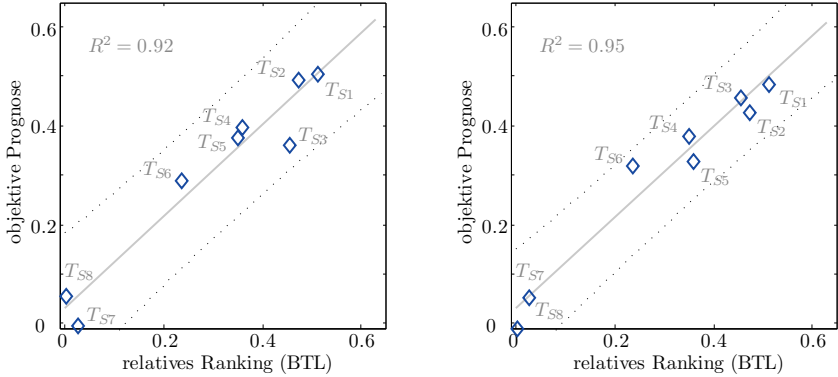 0.6
R² = 0.92
T_S2
T_S1
0.4
T_S4
T_S5
T_S3
T_S6
0.2
T_S8
T_S7
0
0
0.2
0.4
0.6
relatives Ranking (BTL)
objektive Prognose
0.6
R² = 0.95
T_S3
T_S1
T_S2
0.4
T_S4
T_S6
T_S5
0.2
T_S7
T_S8
0
0
0.2
0.4
0.6
relatives Ranking (BTL)
objektive Prognose